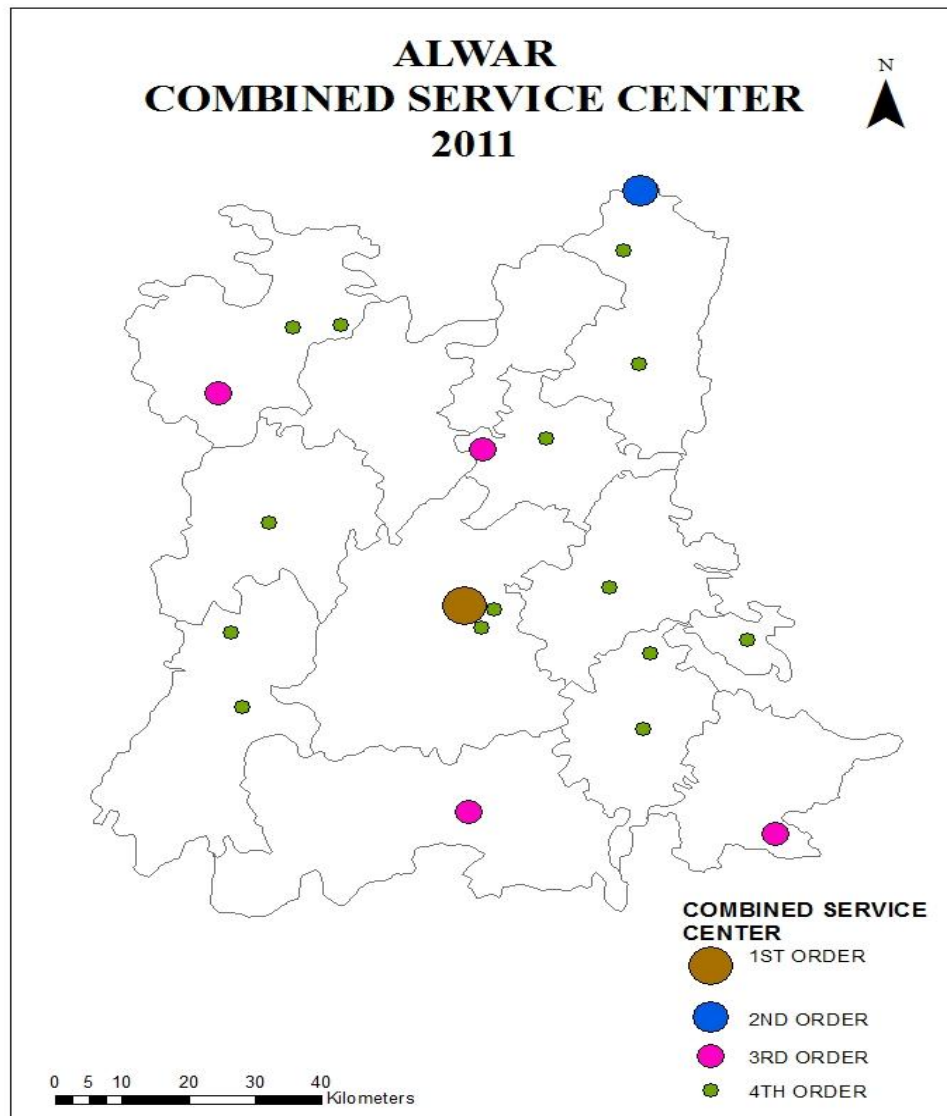 ALWAR
COMBINED SERVICE CENTER
2011
N
COMBINED SERVICE
CENTER
1ST ORDER
2ND ORDER
3RD ORDER
4TH ORDER
0 5 10 20 30 40
Kilometers